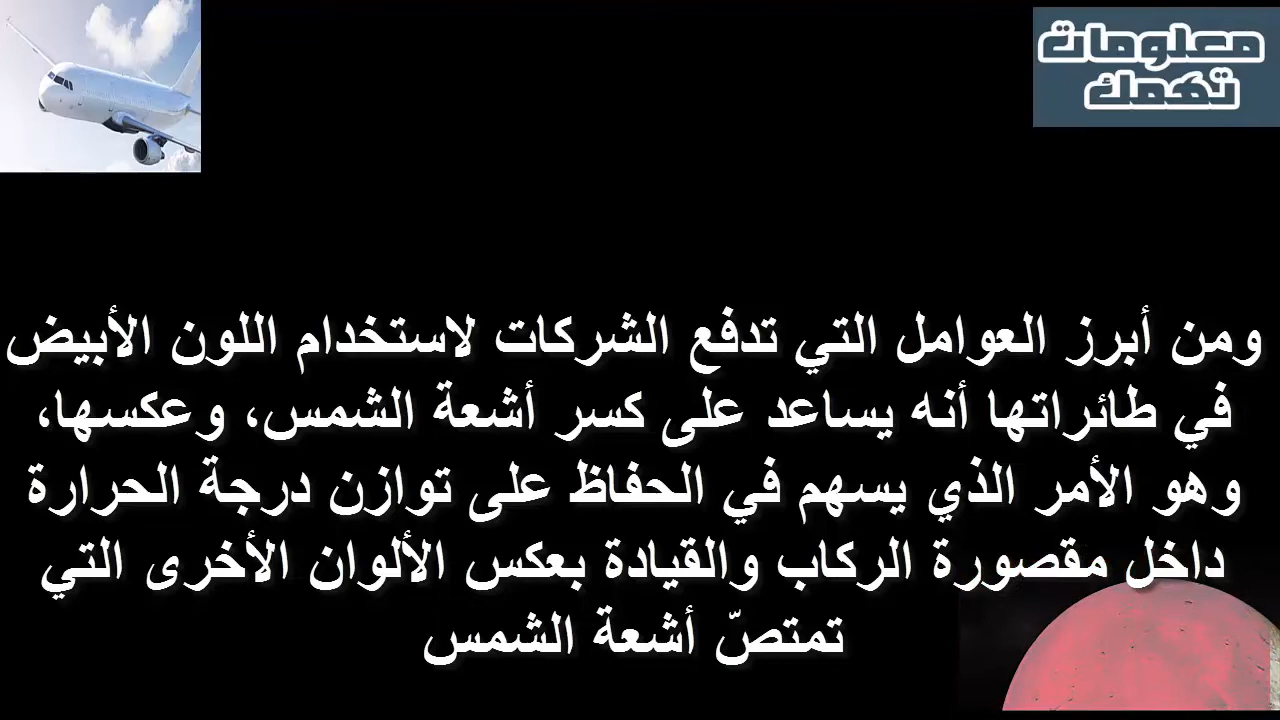 معلومات
تهمك
ومن أبرز العوامل التي تدفع الشركات لاستخدام اللون الأبيض
في طائراتها أنه يساعد على كسر أشعة الشمس، وعكسها،
وهو الأمر الذي يسهم في الحفاظ على توازن درجة الحرارة
داخل مقصورة الركاب والقيادة بعكس الألوان الأخرى التي
تمتصّ أشعة الشمس